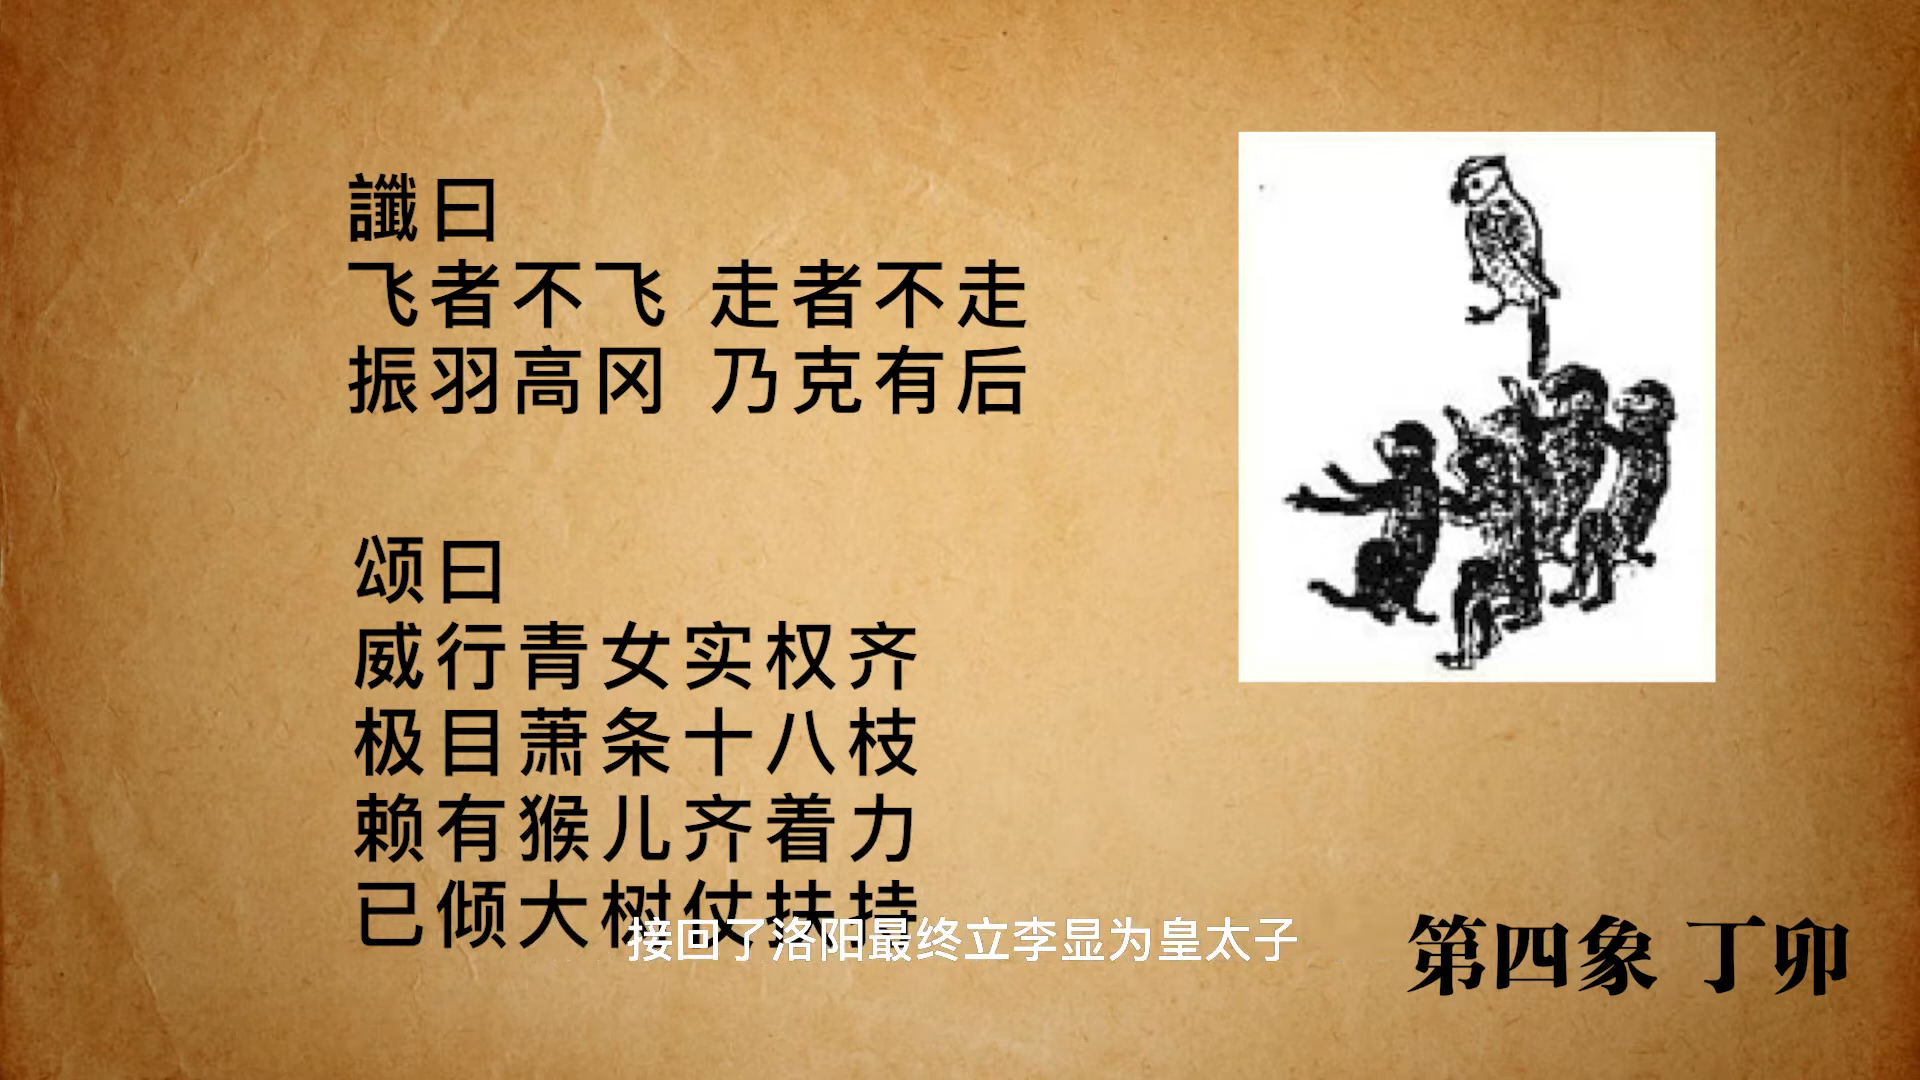 讖曰
飞者不飞 走者不走
振羽高冈 乃克有后
颂曰
威行青女实权齐
极目萧条十八枝
赖有猴儿齐着力
已倾大树仗扶持
接回了洛阳最终立李显为皇太子
第四象 丁卯